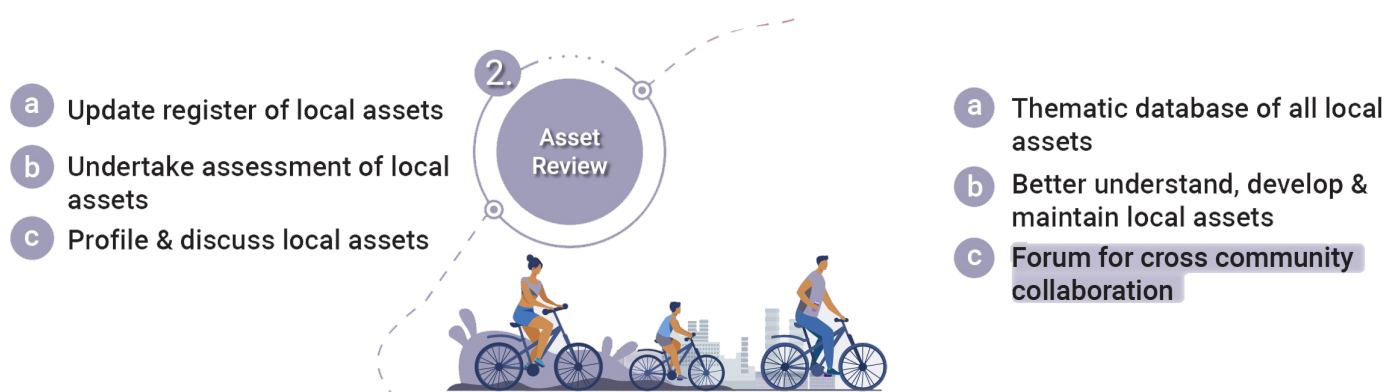 a
Update register of local assets
b
Undertake assessment of local
assets
c
Profile & discuss local assets
2.
Asset
Review
a
Thematic database of all local
assets
b
Better understand, develop &
maintain local assets
c
Forum for cross community
collaboration